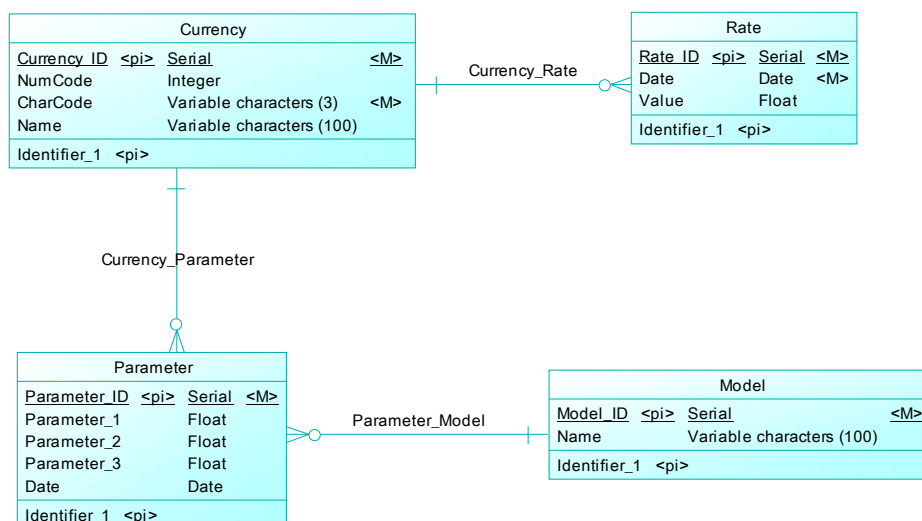 Currency
Currency_ID <pi> Serial <M>
NumCode Integer
CharCode Variable characters (3) <M>
Name Variable characters (100)
Identifier_1 <pi>
Currency_Rate
Rate
Rate_ID <pi> Serial <M>
Date Date <M>
Value Float
Identifier_1 <pi>
Currency_Parameter
Parameter
Parameter_ID <pi> Serial <M>
Parameter_1 Float
Parameter_2 Float
Parameter_3 Float
Date Date
Identifier_1 <pi>
Parameter_Model
Model
Model_ID <pi> Serial <M>
Name Variable characters (100)
Identifier_1 <pi>